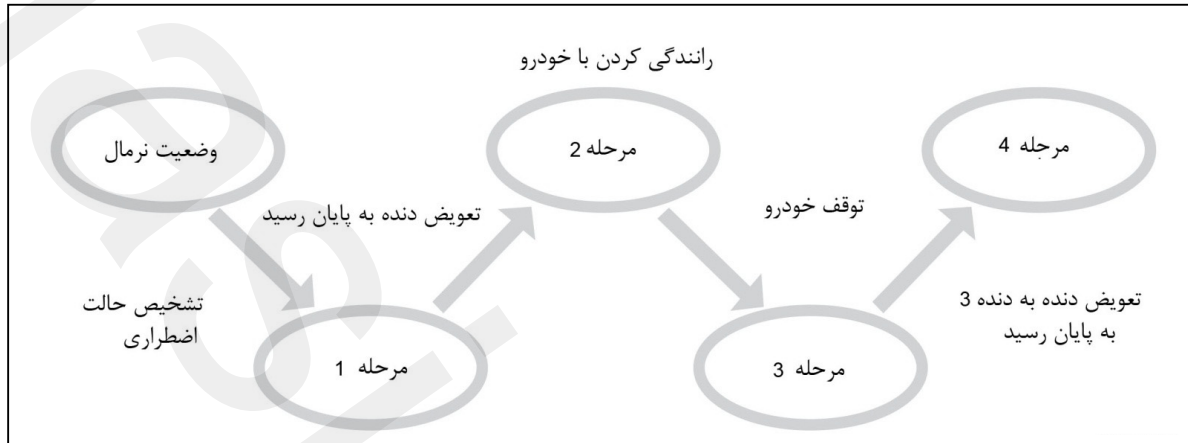 رانندگی کردن با خودرو
وضعیت نرمال
مرحله 2
مرحله 4
تعویض دنده به پایان رسید
توقف خودرو
تشخیص حالت
اضطراری
تعویض دنده به دنده 3
به پایان رسید
مرحله 1
مرحله 3